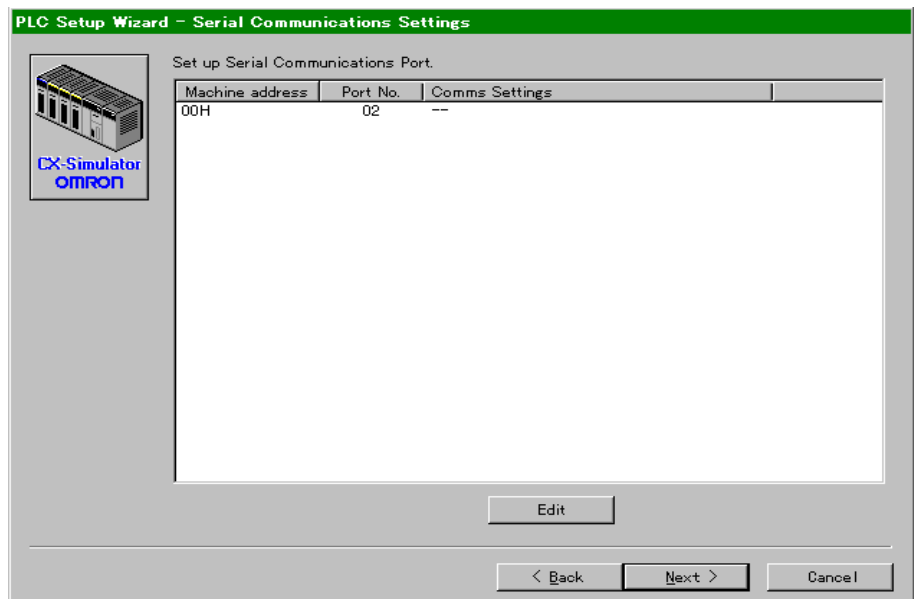 PLC Setup Wizard - Serial Communications Settings
Set up Serial Communications Port.
Machine address Port No. Comms Settings
00H 02 --
CX-Simulator
OMRON
Edit
< Back Next > Cancel